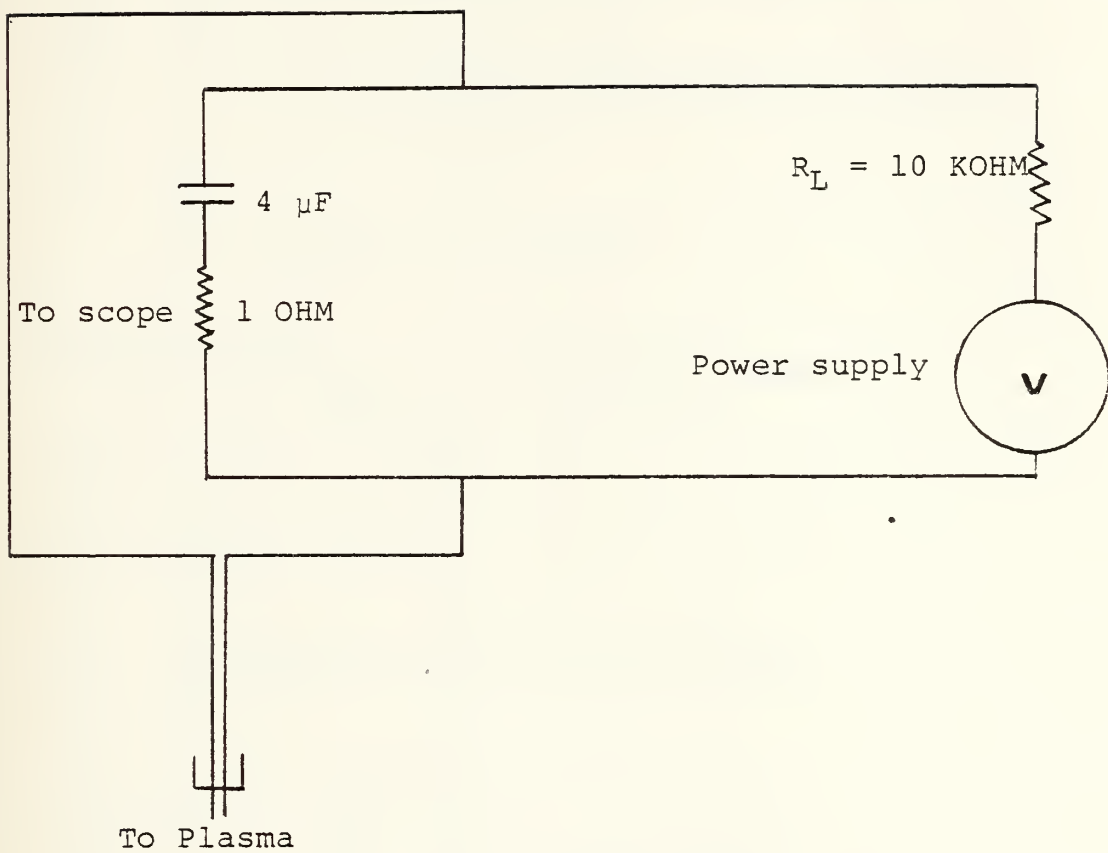 R_L = 10 KOHM
4 µF
To scope
1 OHM
Power supply
V
To Plasma